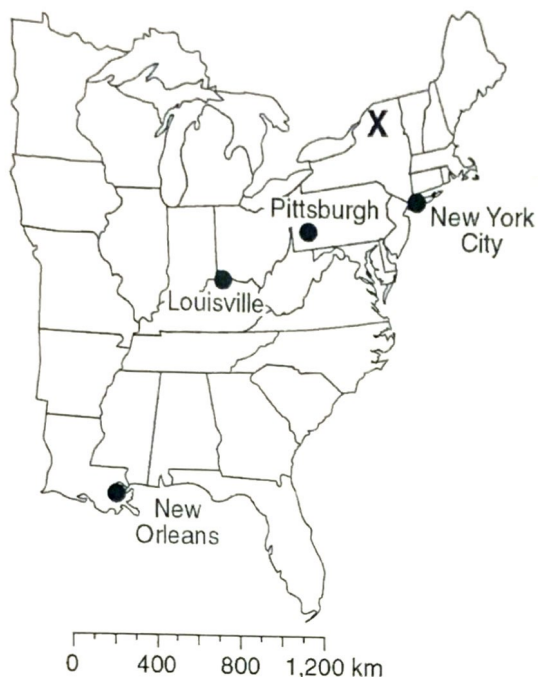 X
Pittsburgh
New York
City
Louisville
New
Orleans
0 400 800 1,200 km